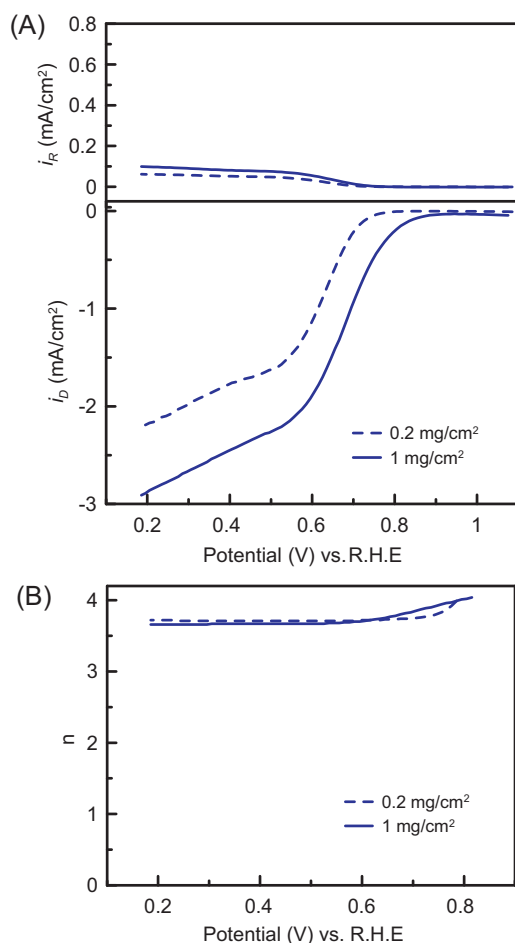 (A)
0.8
0.6
0.4
0.2
0
i_R (mA/cm²)
0
-1
-2
-3
i_D (mA/cm²)
0.2 mg/cm²
1 mg/cm²
0.2 0.4 0.6 0.8 1
Potential (V) vs.R.H.E
(B)
4
3
2
1
0
n
0.2 mg/cm²
1 mg/cm²
0.2 0.4 0.6 0.8
Potential (V) vs. R.H.E